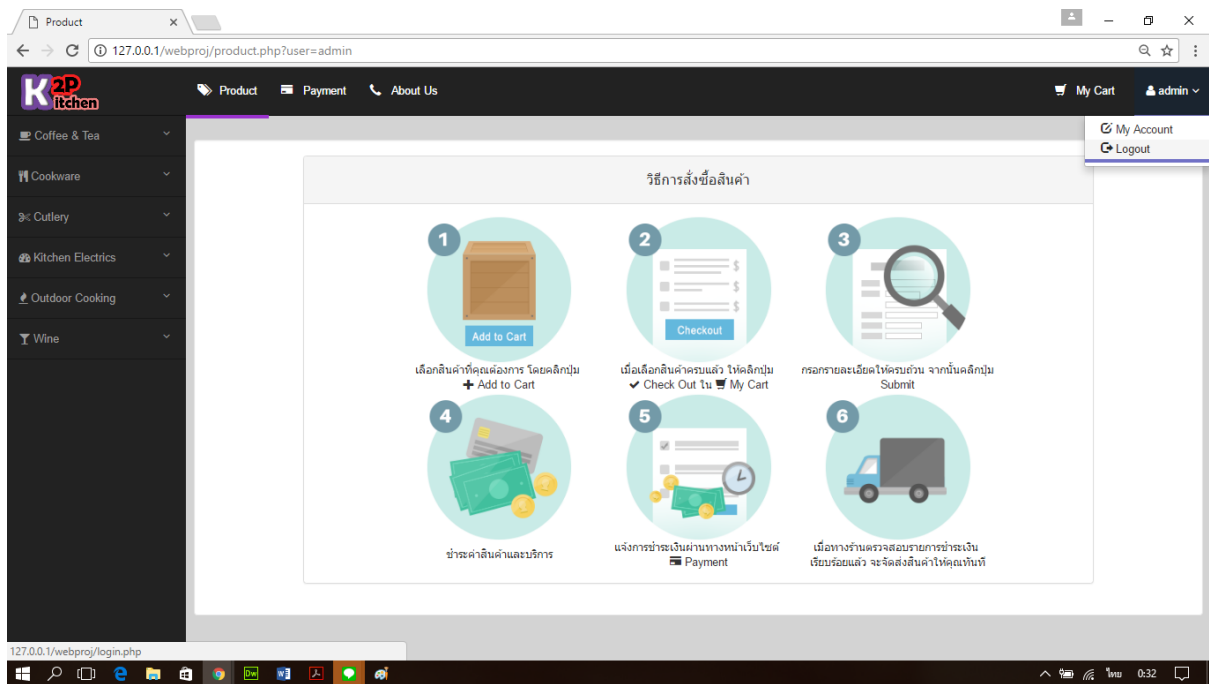 Product
127.0.0.1/webproj/product.php?user=admin
K2P
itchen
Product
Payment
About Us
My Cart
admin
My Account
Logout
Coffee & Tea
Cookware
Cutlery
Kitchen Electrics
Outdoor Cooking
Wine
วิธีการสั่งซื้อสินค้า
1
Add to Cart
เลือกสินค้าที่คุณต้องการ โดยคลิกปุ่ม
Add to Cart
2
$
$
$
Checkout
เมื่อเลือกสินค้าครบแล้ว ให้คลิกปุ่ม
Check Out ใน My Cart
3
กรอกรายละเอียดให้ครบถ้วน จากนั้นคลิกปุ่ม
Submit
4
ชำระค่าสินค้าและบริการ
5
แจ้งการชำระเงินผ่านทางหน้าเว็บไซต์
Payment
6
เมื่อทางร้านตรวจสอบรายการชำระเงิน
เรียบร้อยแล้ว จะจัดส่งสินค้าให้คุณทันที
127.0.0.1/webproj/login.php
Dw
ไทย
0:32